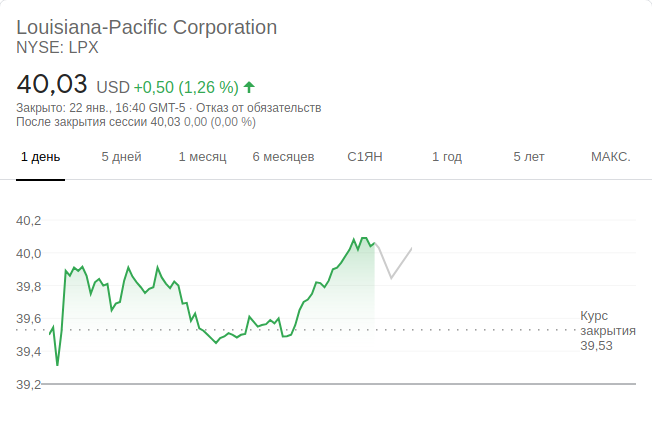 Louisiana-Pacific Corporation
NYSE: LPX
40,03 USD +0,50 (1,26 %)
Закрыто: 22 янв., 16:40 GMT-5 · Отказ от обязательств
После закрытия сессии 40,03 0,00 (0,00 %)
1 день 5 дней 1 месяц 6 месяцев С1ЯН 1 год 5 лет МАКС.
40,2
40,0
39,8
39,6
39,4
39,2
Курс
закрытия
39,53